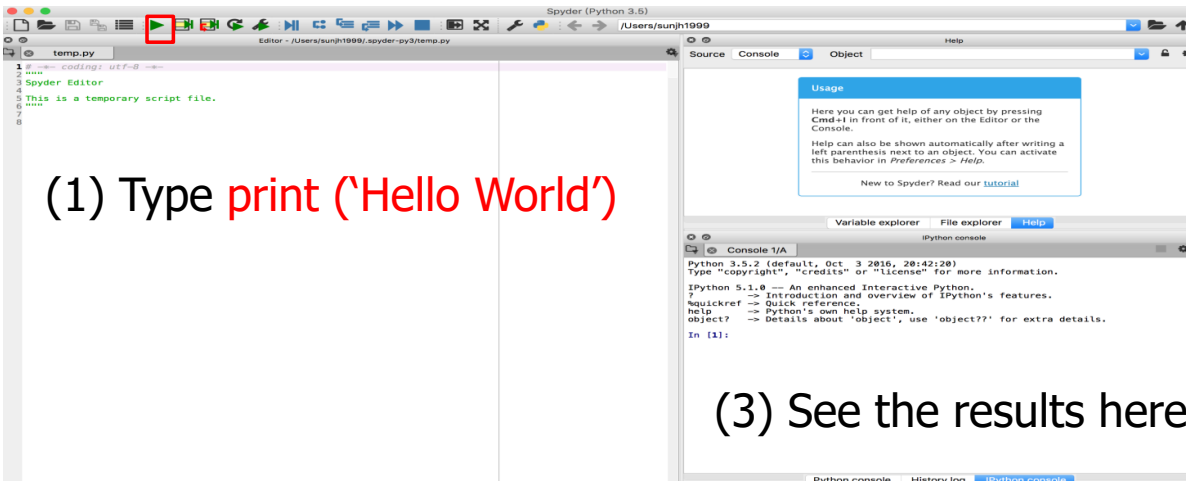 Spyder (Python 3.5)
/Users/sunjh1999
Editor - /Users/sunjh1999/.spyder-py3/temp.py
temp.py
1 # -*- coding: utf-8 -*-
2 """
3 Spyder Editor
4
5 This is a temporary script file.
6 """
7
8
(1) Type print (‘Hello World’)
Help
Source Console Object
Usage
Here you can get help of any object by pressing
Cmd+I in front of it, either on the Editor or the
Console.
Help can also be shown automatically after writing a
left parenthesis next to an object. You can activate
this behavior in Preferences > Help.
New to Spyder? Read our tutorial
Variable explorer File explorer Help
IPython console
Console 1/A
Python 3.5.2 (default, Oct  3 2016, 20:42:20)
Type "copyright", "credits" or "license" for more information.
IPython 5.1.0 -- An enhanced Interactive Python.
?         -> Introduction and overview of IPython's features.
%quickref -> Quick reference.
help      -> Python's own help system.
object?   -> Details about 'object', use 'object??' for extra details.
In [1]:
(3) See the results here
Python console History log IPython console